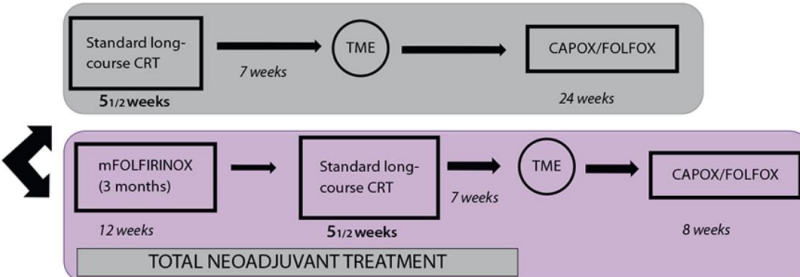 Standard long-
course CRT
5 1/2 weeks
7 weeks
TME
CAPOX/FOLFOX
24 weeks
mFOLFIRINOX
(3 months)
12 weeks
Standard long-
course CRT
5 1/2 weeks
7 weeks
TME
CAPOX/FOLFOX
8 weeks
TOTAL NEOADJUVANT TREATMENT